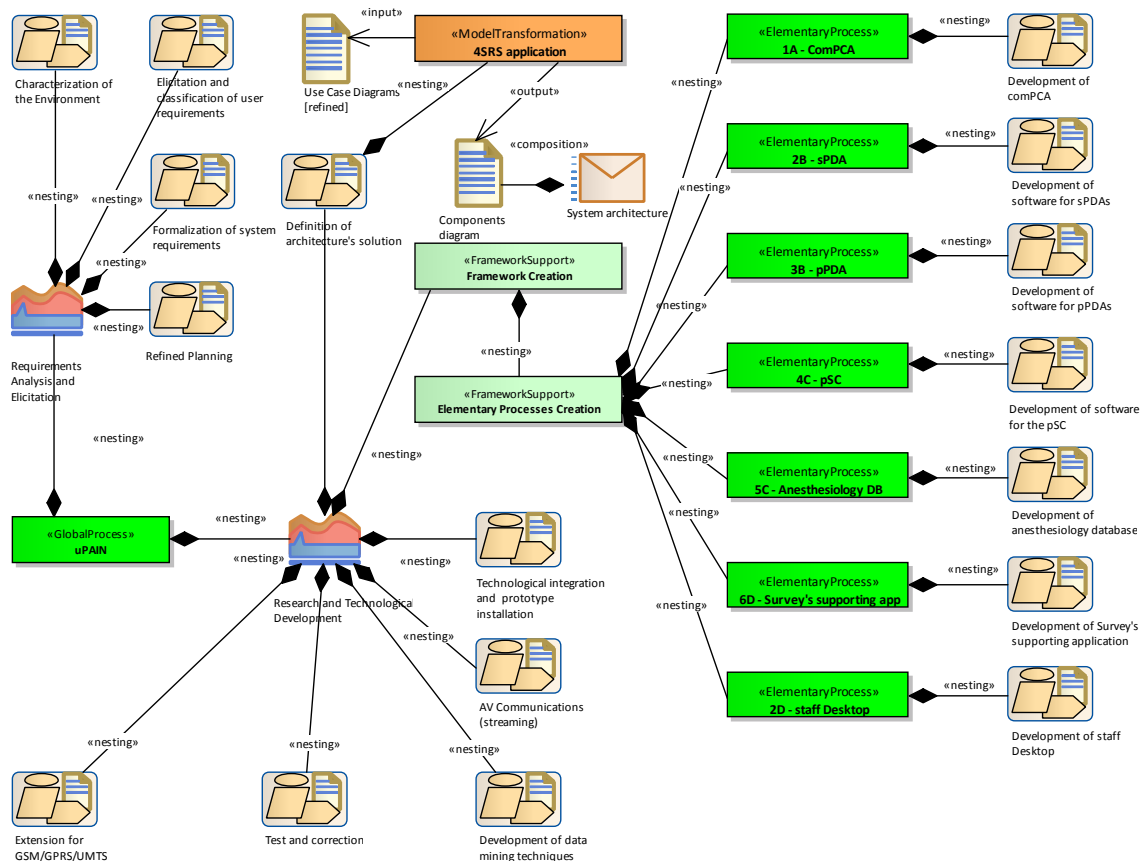 «input»
«ModelTransformation»
4SRS application
«nesting»
«output»
Use Case Diagrams
[refined]
«composition»
Components
diagram
System architecture
Characterization of
the Environment
Elicitation and
classification of user
requirements
«nesting»
«nesting»
Formalization of system
requirements
«nesting»
«nesting»
Refined Planning
Requirements
Analysis and
Elicitation
«nesting»
Definition of
architecture's solution
«FrameworkSupport»
Framework Creation
«nesting»
«FrameworkSupport»
Elementary Processes Creation
«nesting»
«nesting»
«GlobalProcess»
uPAIN
«nesting»
«nesting»
«nesting»
Research and Technological
Development
Technological integration
and prototype
installation
«nesting»
AV Communications
(streaming)
«nesting»
«nesting»
«nesting»
Extension for
GSM/GPRS/UMTS
Test and correction
Development of data
mining techniques
«ElementaryProcess»
1A - ComPCA
«nesting»
Development of
comPCA
«nesting»
«ElementaryProcess»
2B - sPDA
«nesting»
Development of
software for sPDAs
«nesting»
«ElementaryProcess»
3B - pPDA
«nesting»
Development of
software for pPDAs
«nesting»
«ElementaryProcess»
4C - pSC
«nesting»
Development of software
for the pSC
«nesting»
«ElementaryProcess»
5C - Anesthesiology DB
«nesting»
Development of
anesthesiology database
«nesting»
«ElementaryProcess»
6D - Survey's supporting app
«nesting»
Development of Survey's
supporting application
«nesting»
«ElementaryProcess»
2D - staff Desktop
«nesting»
Development of staff
Desktop